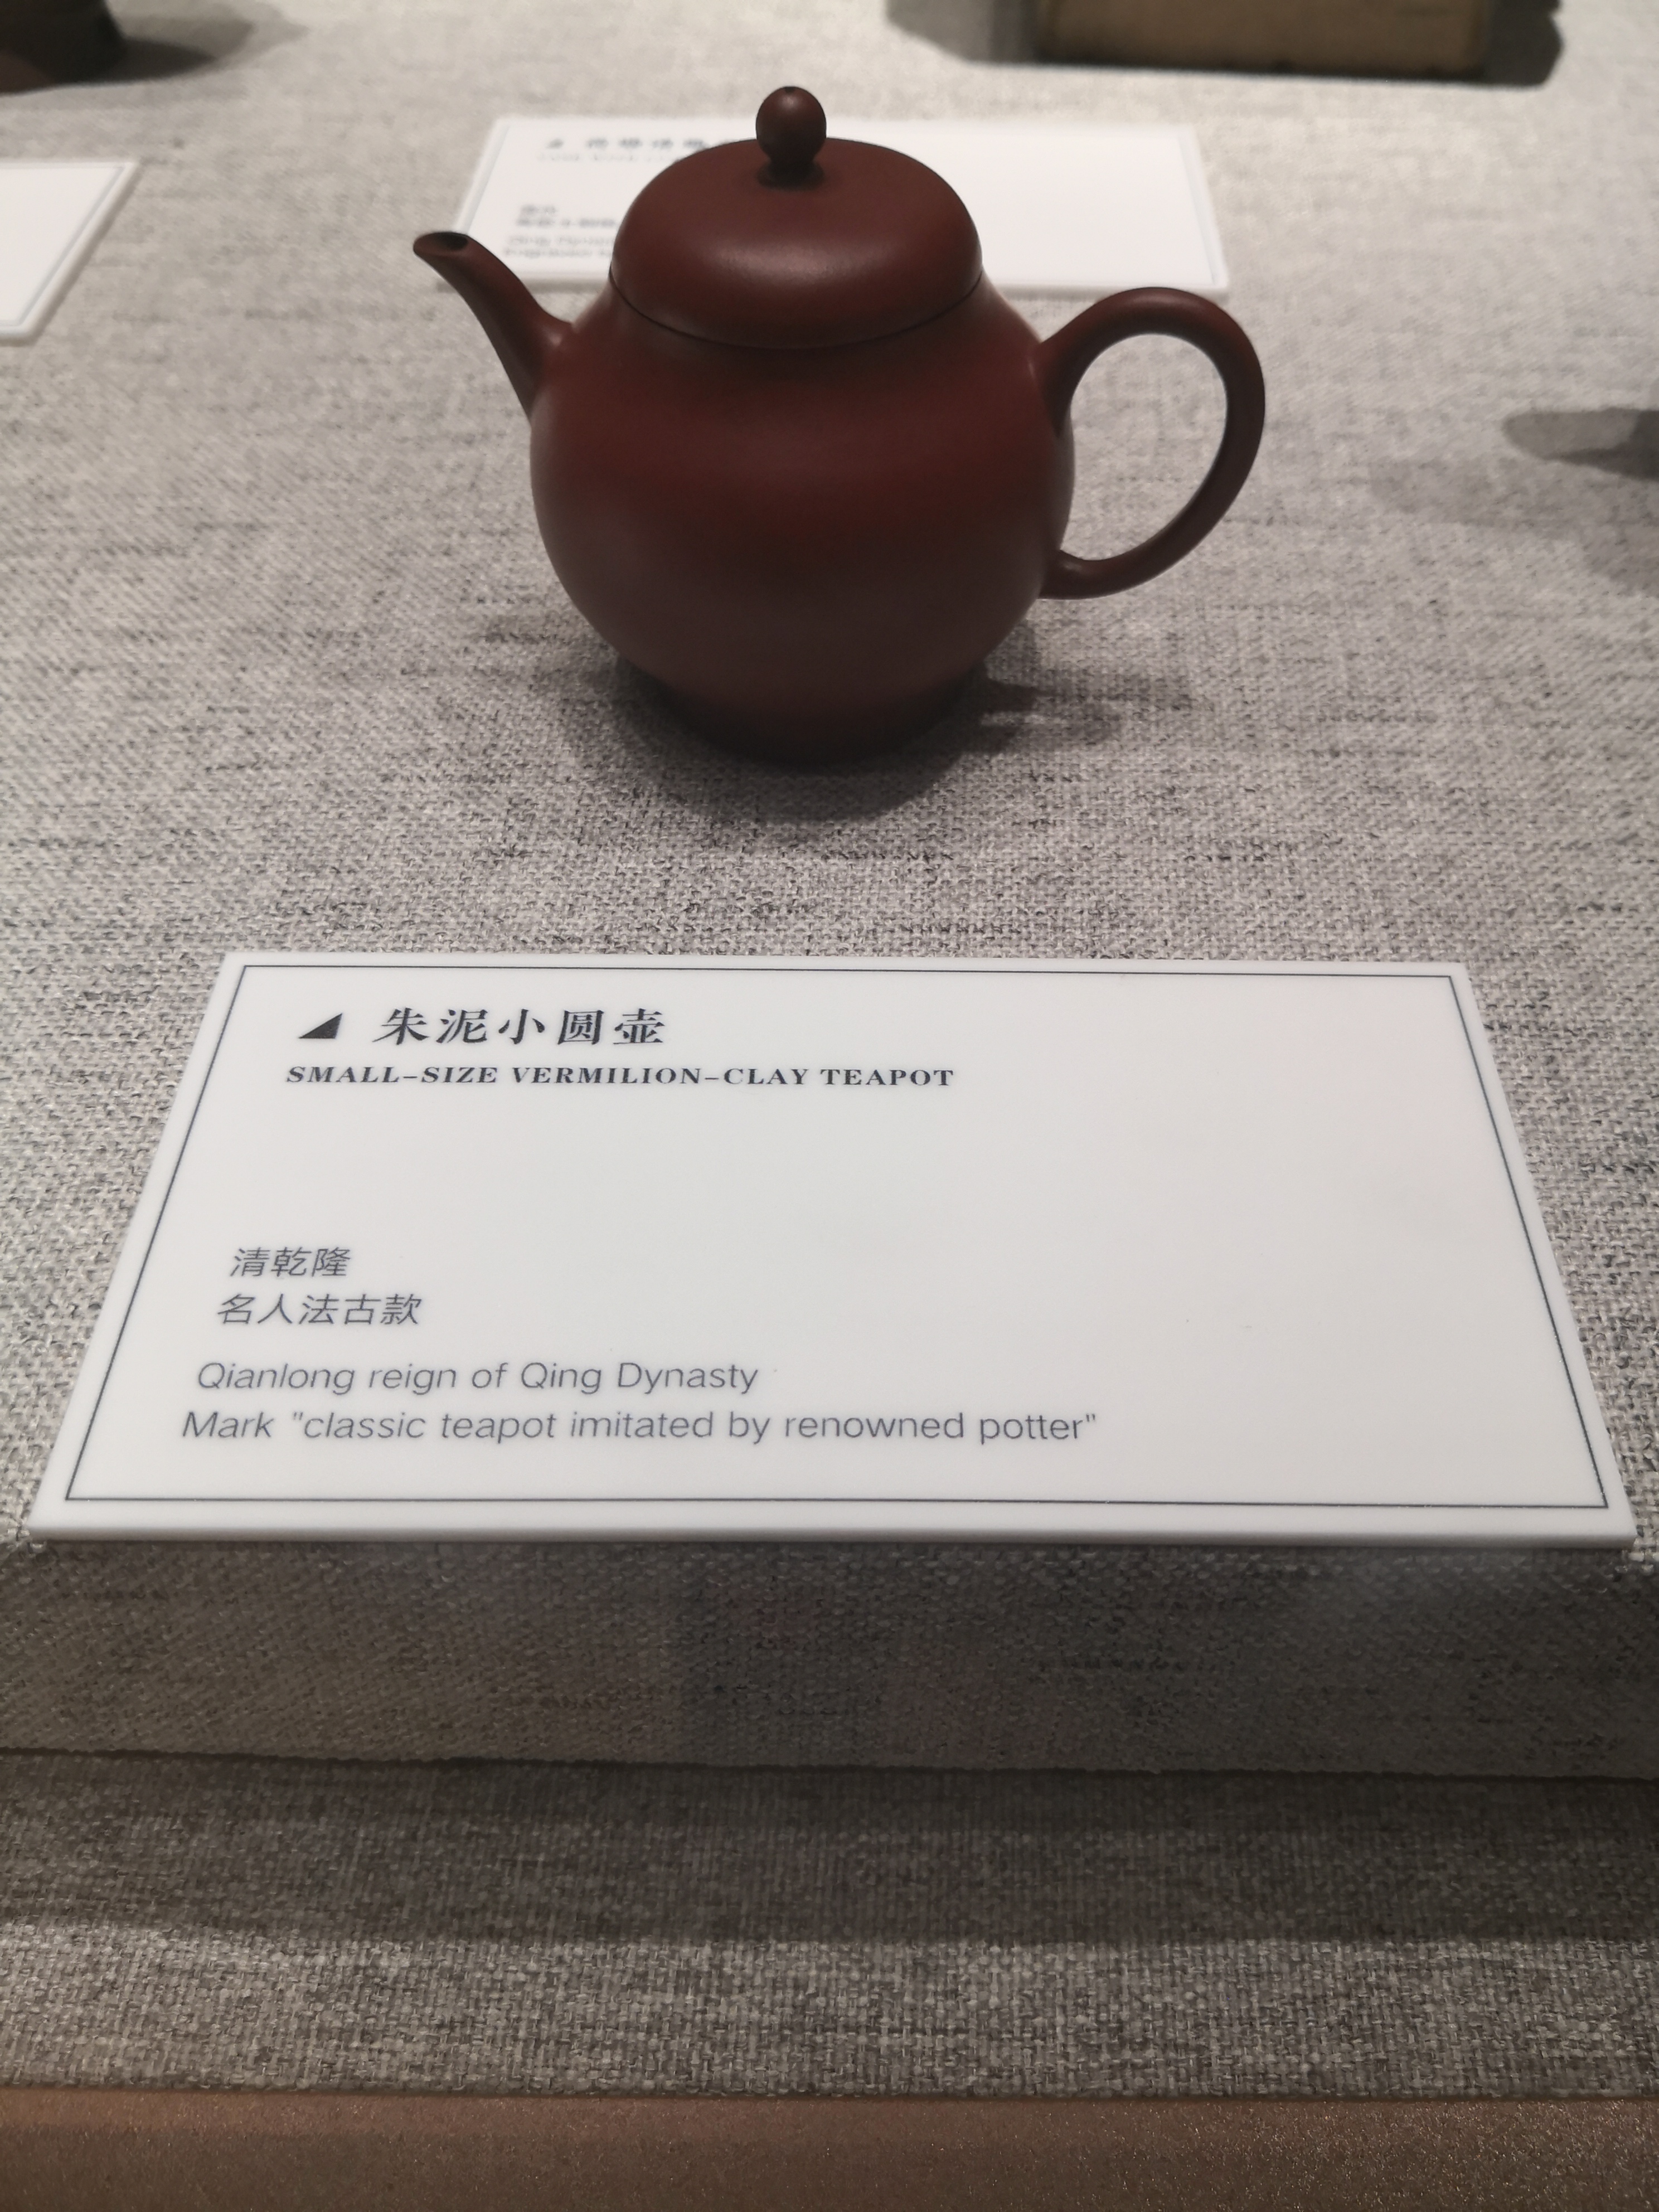 朱泥小圆壶
SMALL-SIZE VERMILION-CLAY TEAPOT
清乾隆
名人法古款
Qianlong reign of Qing Dynasty
Mark "classic teapot imitated by renowned potter"